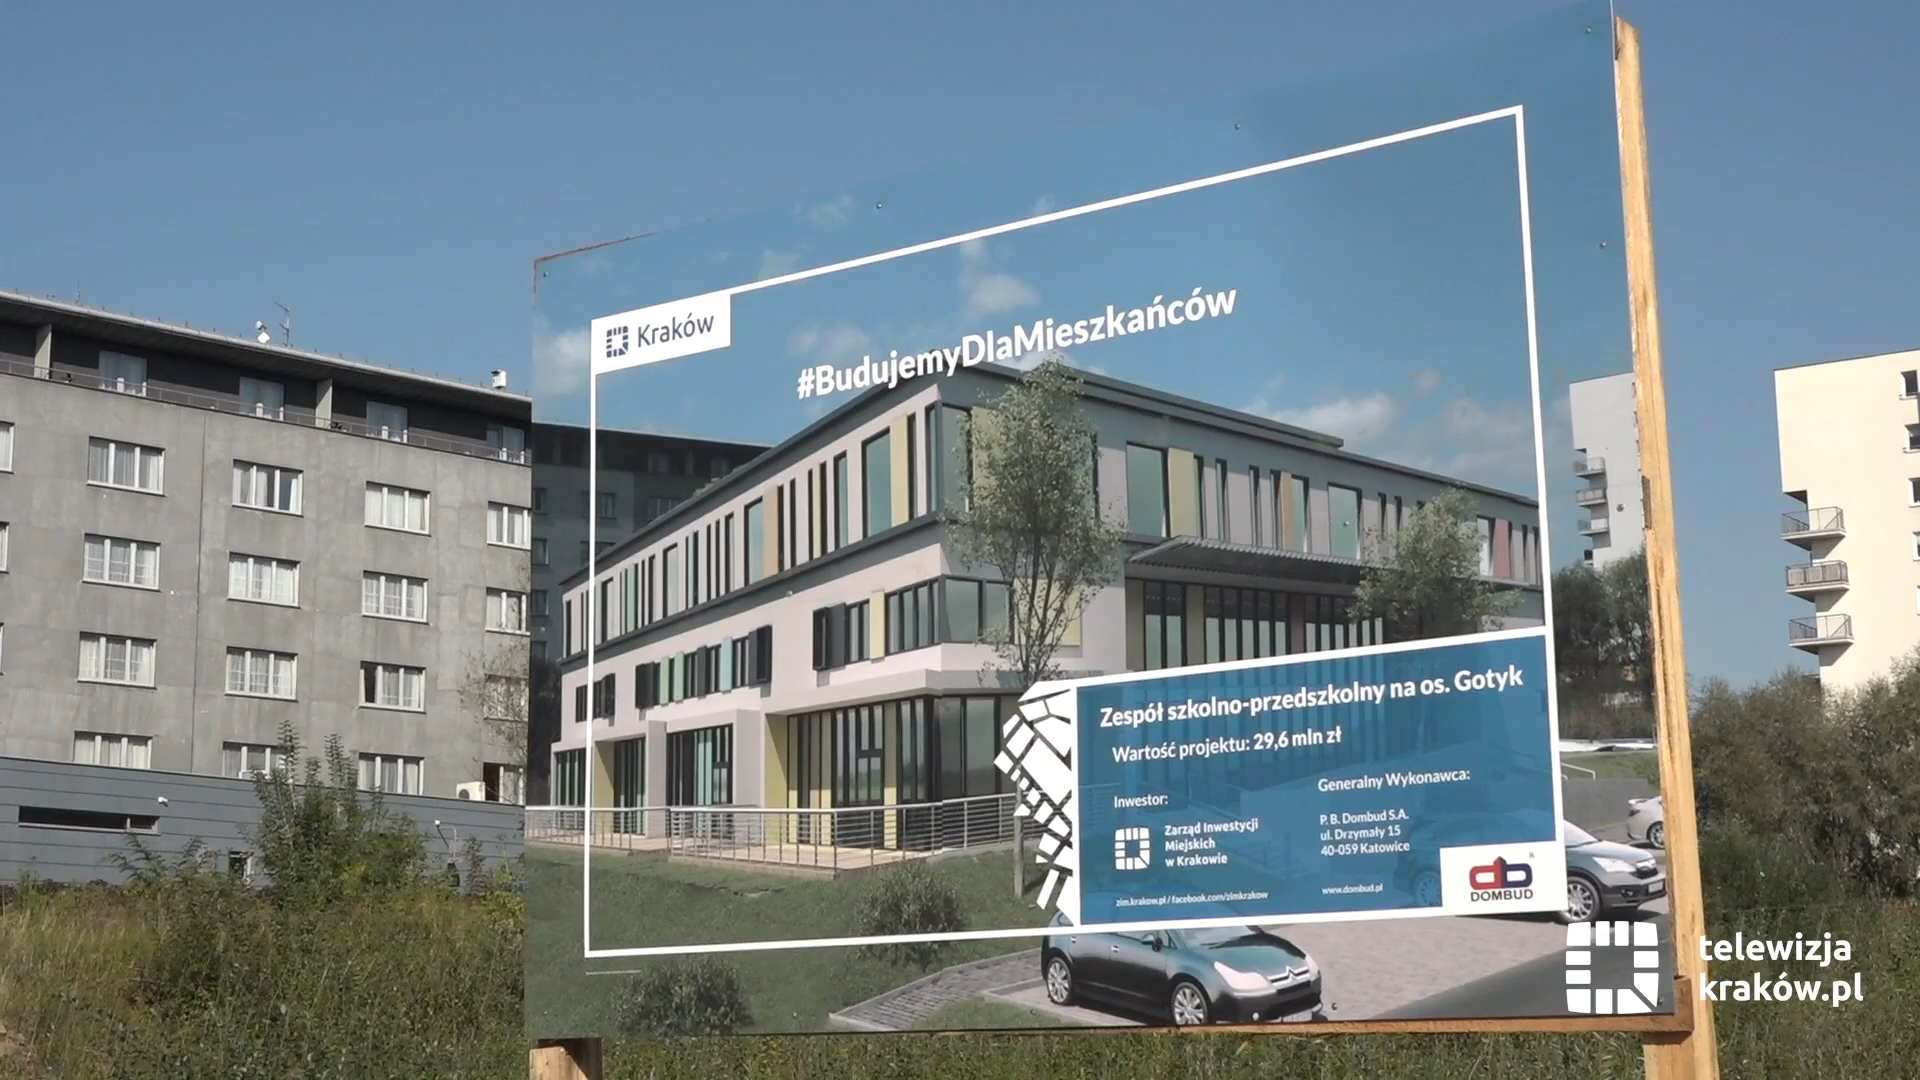 Kraków
#BudujemyDlaMieszkańców
Zespół szkolno-przedszkolny na os. Gotyk
Wartość projektu: 29,6 mln zł
Inwestor:
Zarząd Inwestycji
Miejskich
w Krakowie
zim.krakow.pl / facebook.com/zimkrakow
Generalny Wykonawca:
P. B. Dombud S.A.
ul. Drzymały 15
40-059 Katowice
www.dombud.pl
db ®
DOMBUD
telewizja
kraków.pl